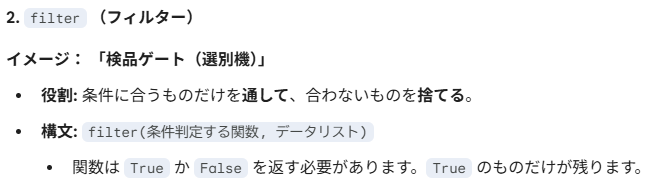 2. filter （フィルター）
イメージ： 「検品ゲート（選別機）」
• 役割: 条件に合うものだけを通して、合わないものを捨てる。
• 構文: filter(条件判定する関数, データリスト)
• 関数は True か False を返す必要があります。True のものだけが残ります。